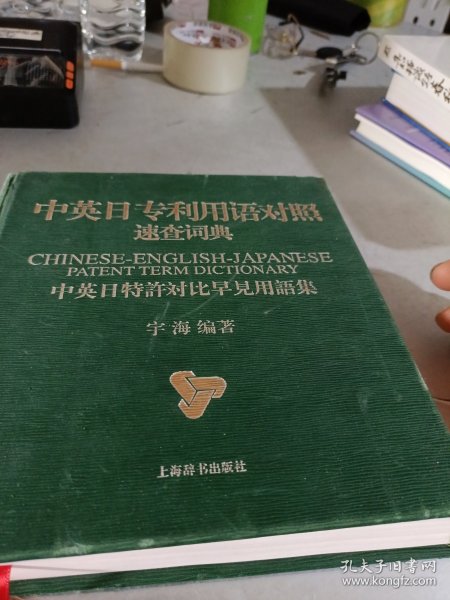 中英日专利用语对照
速查词典
CHINESE-ENGLISH-JAPANESE
PATENT TERM DICTIONARY
中英日特許対比早見用語集
宇海 编著
上海辞书出版社
孔夫子旧书网
www.kongfz.com